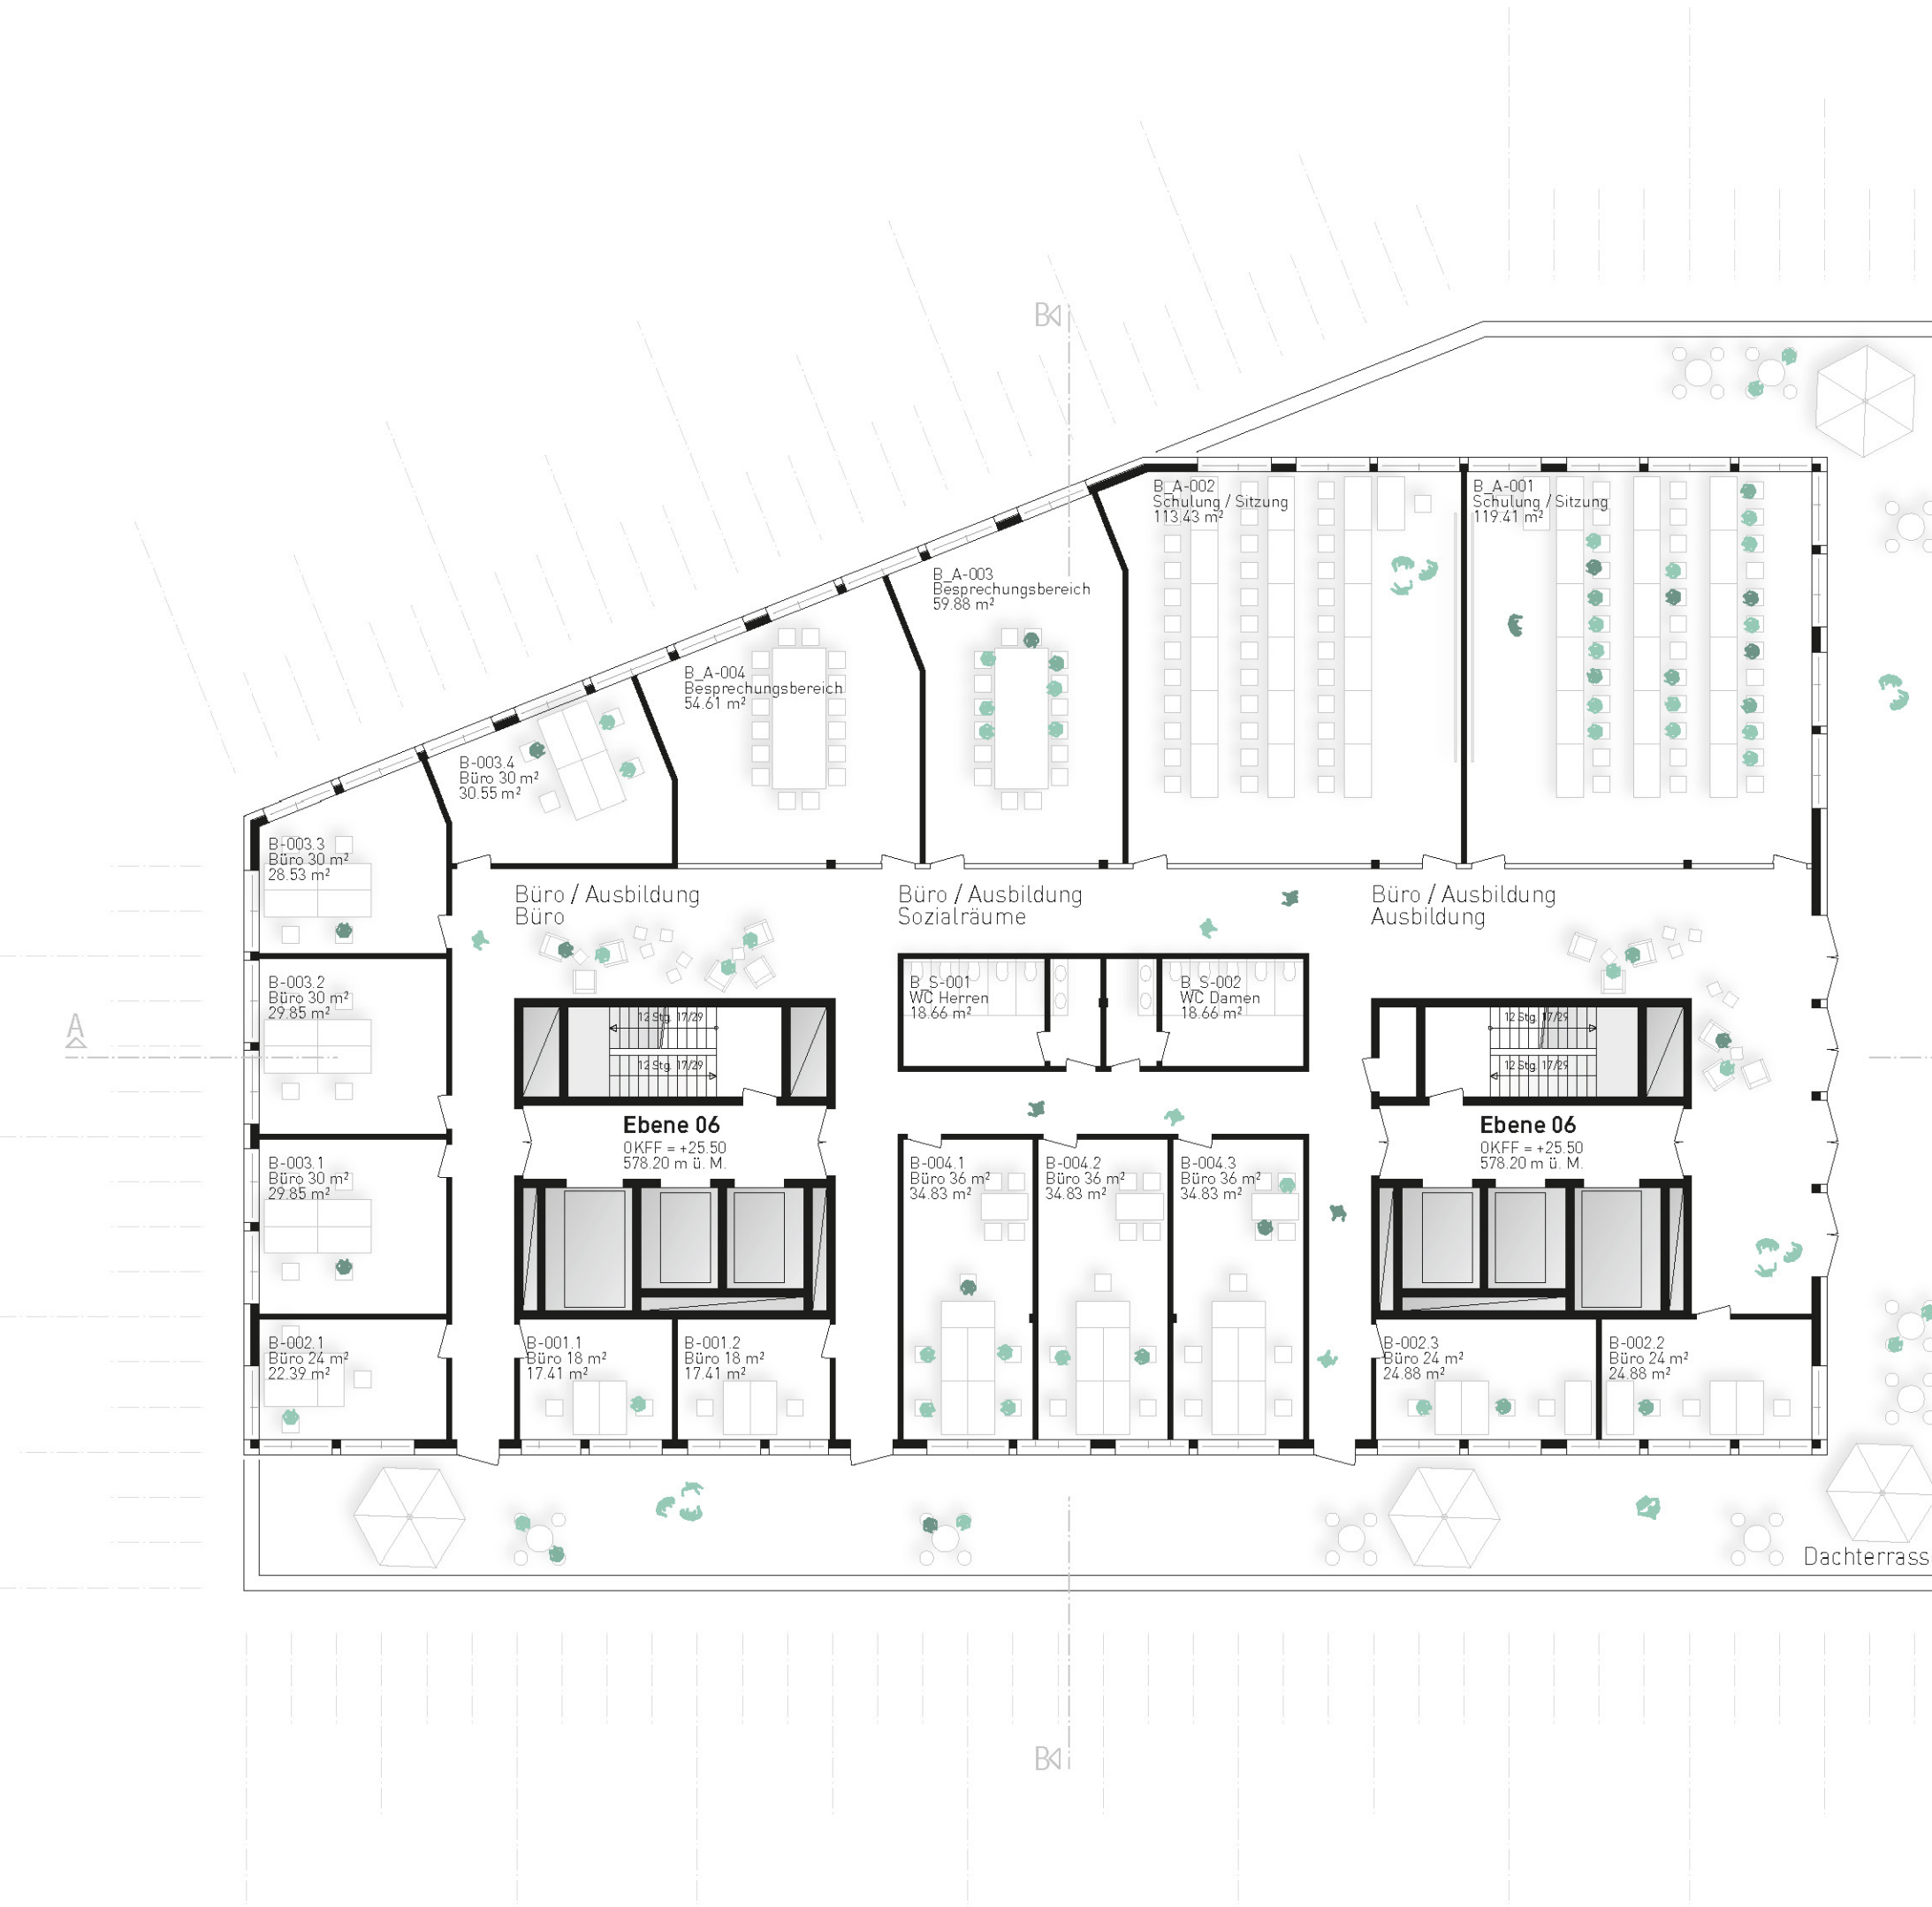 B
B_A-002
Schulung / Sitzung
113.43 m²
B_A-001
Schulung / Sitzung
119.41 m²
B_A-003
Besprechungsbereich
59.88 m²
B_A-004
Besprechungsbereich
54.61 m²
B-003.4
Büro 30 m²
30.55 m²
B-003.3
Büro 30 m²
28.53 m²
Büro / Ausbildung
Büro
Büro / Ausbildung
Sozialräume
Büro / Ausbildung
Ausbildung
B-003.2
Büro 30 m²
29.85 m²
B_S-001
WC Herren
18.66 m²
B_S-002
WC Damen
18.66 m²
A
12 Stg. 17/29
12 Stg. 17/29
12 Stg. 17/29
12 Stg. 17/29
Ebene 06
OKFF = +25.50
578.20 m ü. M.
Ebene 06
OKFF = +25.50
578.20 m ü. M.
B-003.1
Büro 30 m²
29.85 m²
B-004.1
Büro 36 m²
34.83 m²
B-004.2
Büro 36 m²
34.83 m²
B-004.3
Büro 36 m²
34.83 m²
B-002.1
Büro 24 m²
22.39 m²
B-001.1
Büro 18 m²
17.41 m²
B-001.2
Büro 18 m²
17.41 m²
B-002.3
Büro 24 m²
24.88 m²
B-002.2
Büro 24 m²
24.88 m²
Dachterrass
B